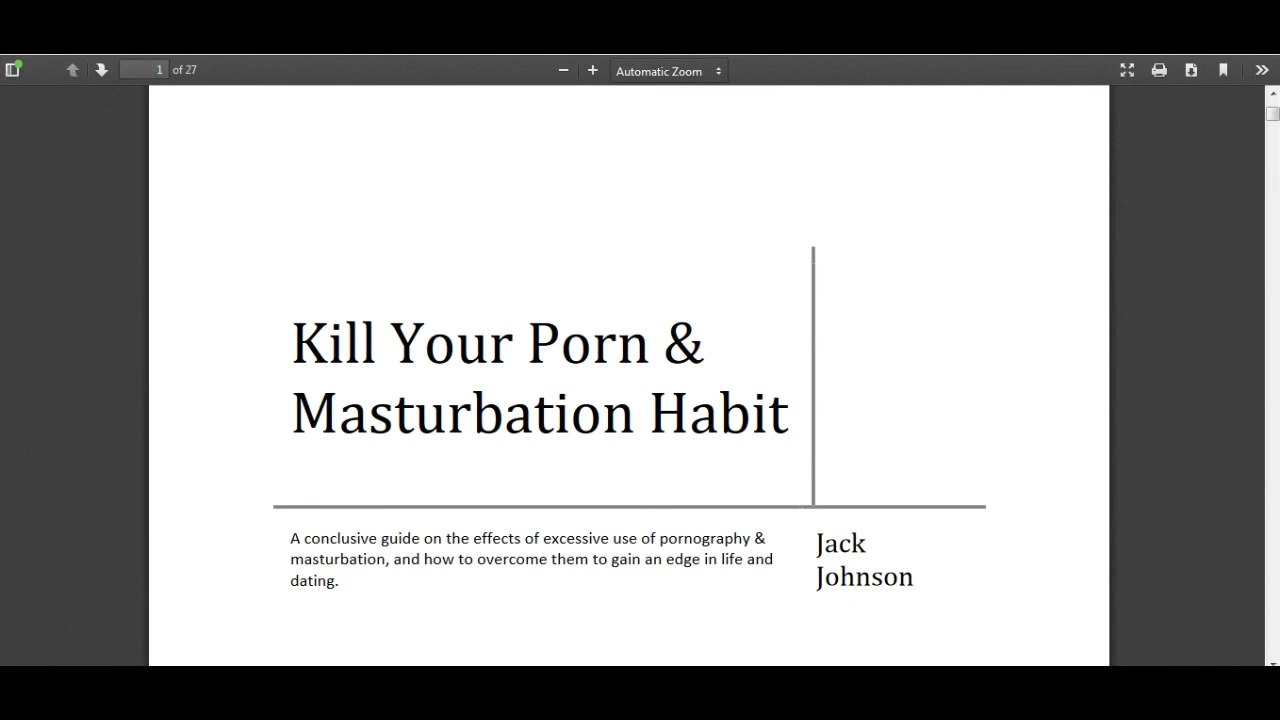 1 of 27
Automatic Zoom
Kill Your Porn &
Masturbation Habit
A conclusive guide on the effects of excessive use of pornography &
masturbation, and how to overcome them to gain an edge in life and
dating.
Jack
Johnson